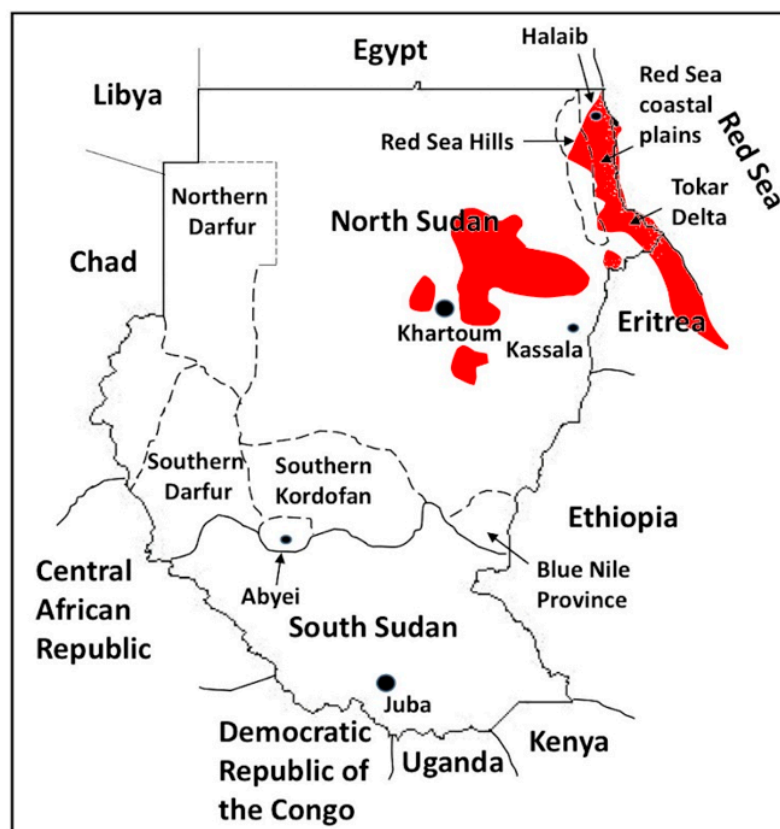 Halaib
Egypt
Red Sea
coastal
plains
Libya
Red Sea
Red Sea Hills
Northern
Darfur
Tokar
Delta
North Sudan
Chad
Khartoum
Eritrea
Kassala
Southern
Darfur
Southern
Kordofan
Ethiopia
Central
African
Republic
Abyei
Blue Nile
Province
South Sudan
Juba
Democratic
Republic of
the Congo
Uganda
Kenya